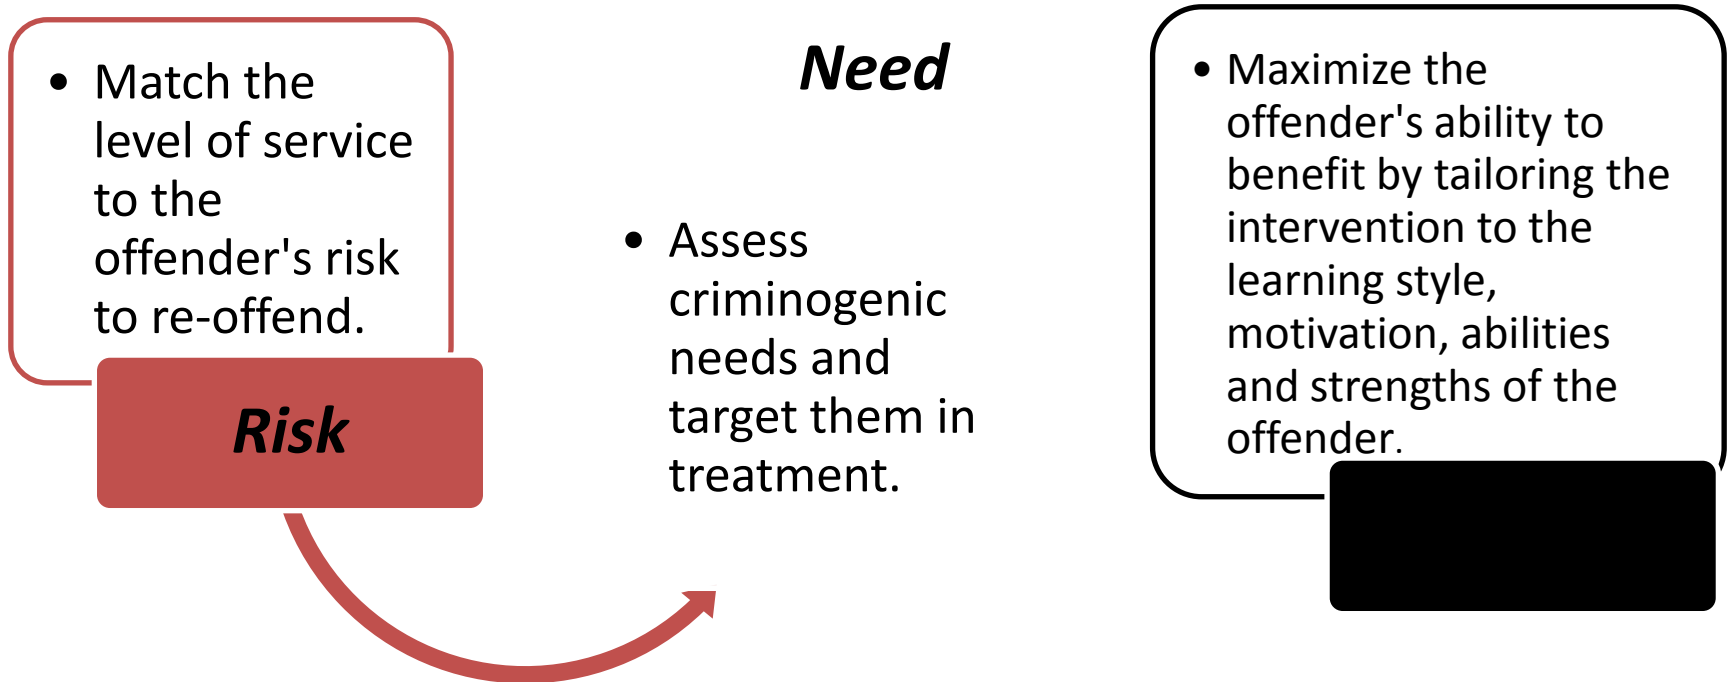 • Match the
level of service
to the
offender's risk
to re-offend.
Risk
Need
• Assess
criminogenic
needs and
target them in
treatment.
• Maximize the
offender's ability to
benefit by tailoring the
intervention to the
learning style,
motivation, abilities
and strengths of the
offender.